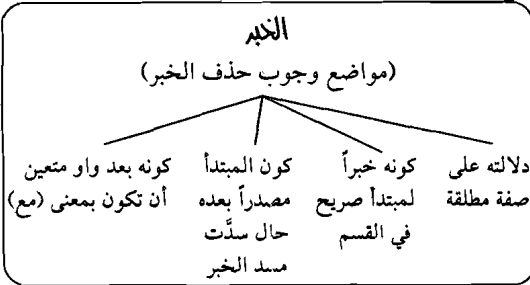 الخبر
(مواضع وجوب حذف الخبر)
دلالته على
صفة مطلقة
كونه خبراً
لمبتدأ صريح
في القسم
كون المبتدأ
مصدراً بعده
حال سدَّت
مسد الخبر
كونه بعد واو متعين
أن تكون بمعنى (مع)